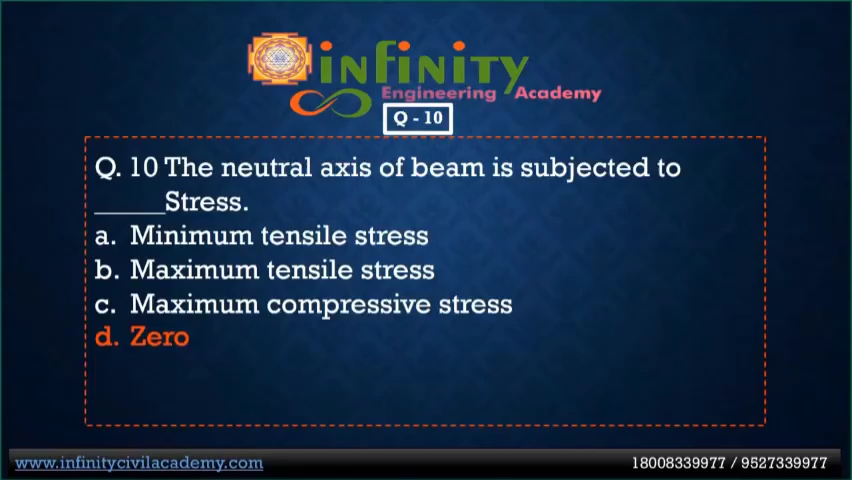 infinity
Engineering Academy
Q - 10
Q. 10 The neutral axis of beam is subjected to
_____Stress.
a. Minimum tensile stress
b. Maximum tensile stress
c. Maximum compressive stress
d. Zero
www.infinitycivilacademy.com
18008339977 / 9527339977